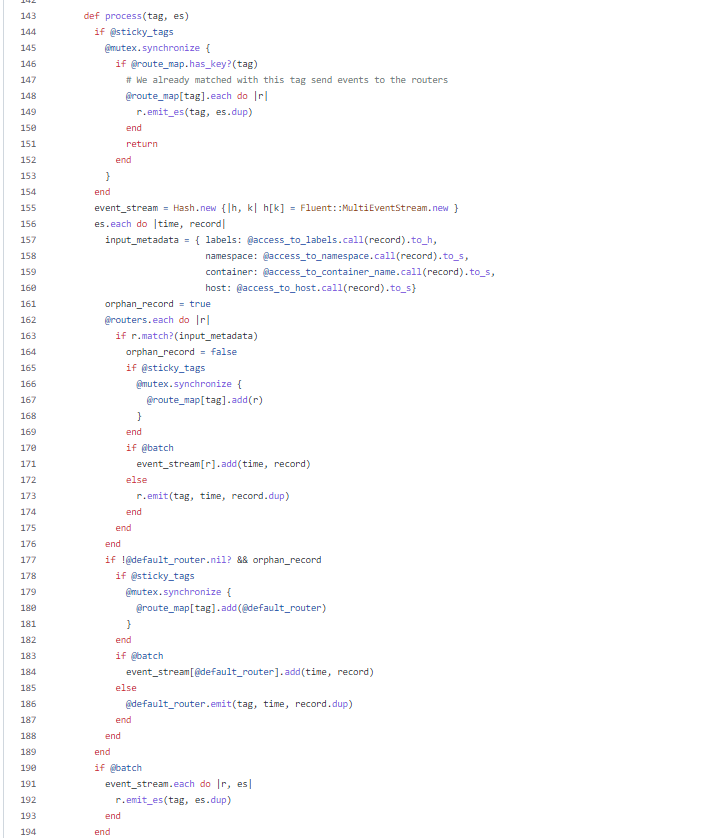 142
143 def process(tag, es)
144 if @sticky_tags
145 @mutex.synchronize {
146 if @route_map.has_key?(tag)
147 # We already matched with this tag send events to the routers
148 @route_map[tag].each do |r|
149 r.emit_es(tag, es.dup)
150 end
151 return
152 end
153 }
154 end
155 event_stream = Hash.new {|h, k| h[k] = Fluent::MultiEventStream.new }
156 es.each do |time, record|
157 input_metadata = { labels: @access_to_labels.call(record).to_h,
158 namespace: @access_to_namespace.call(record).to_s,
159 container: @access_to_container_name.call(record).to_s,
160 host: @access_to_host.call(record).to_s}
161 orphan_record = true
162 @routers.each do |r|
163 if r.match?(input_metadata)
164 orphan_record = false
165 if @sticky_tags
166 @mutex.synchronize {
167 @route_map[tag].add(r)
168 }
169 end
170 if @batch
171 event_stream[r].add(time, record)
172 else
173 r.emit(tag, time, record.dup)
174 end
175 end
176 end
177 if !@default_router.nil? && orphan_record
178 if @sticky_tags
179 @mutex.synchronize {
180 @route_map[tag].add(@default_router)
181 }
182 end
183 if @batch
184 event_stream[@default_router].add(time, record)
185 else
186 @default_router.emit(tag, time, record.dup)
187 end
188 end
189 end
190 if @batch
191 event_stream.each do |r, es|
192 r.emit_es(tag, es.dup)
193 end
194 end